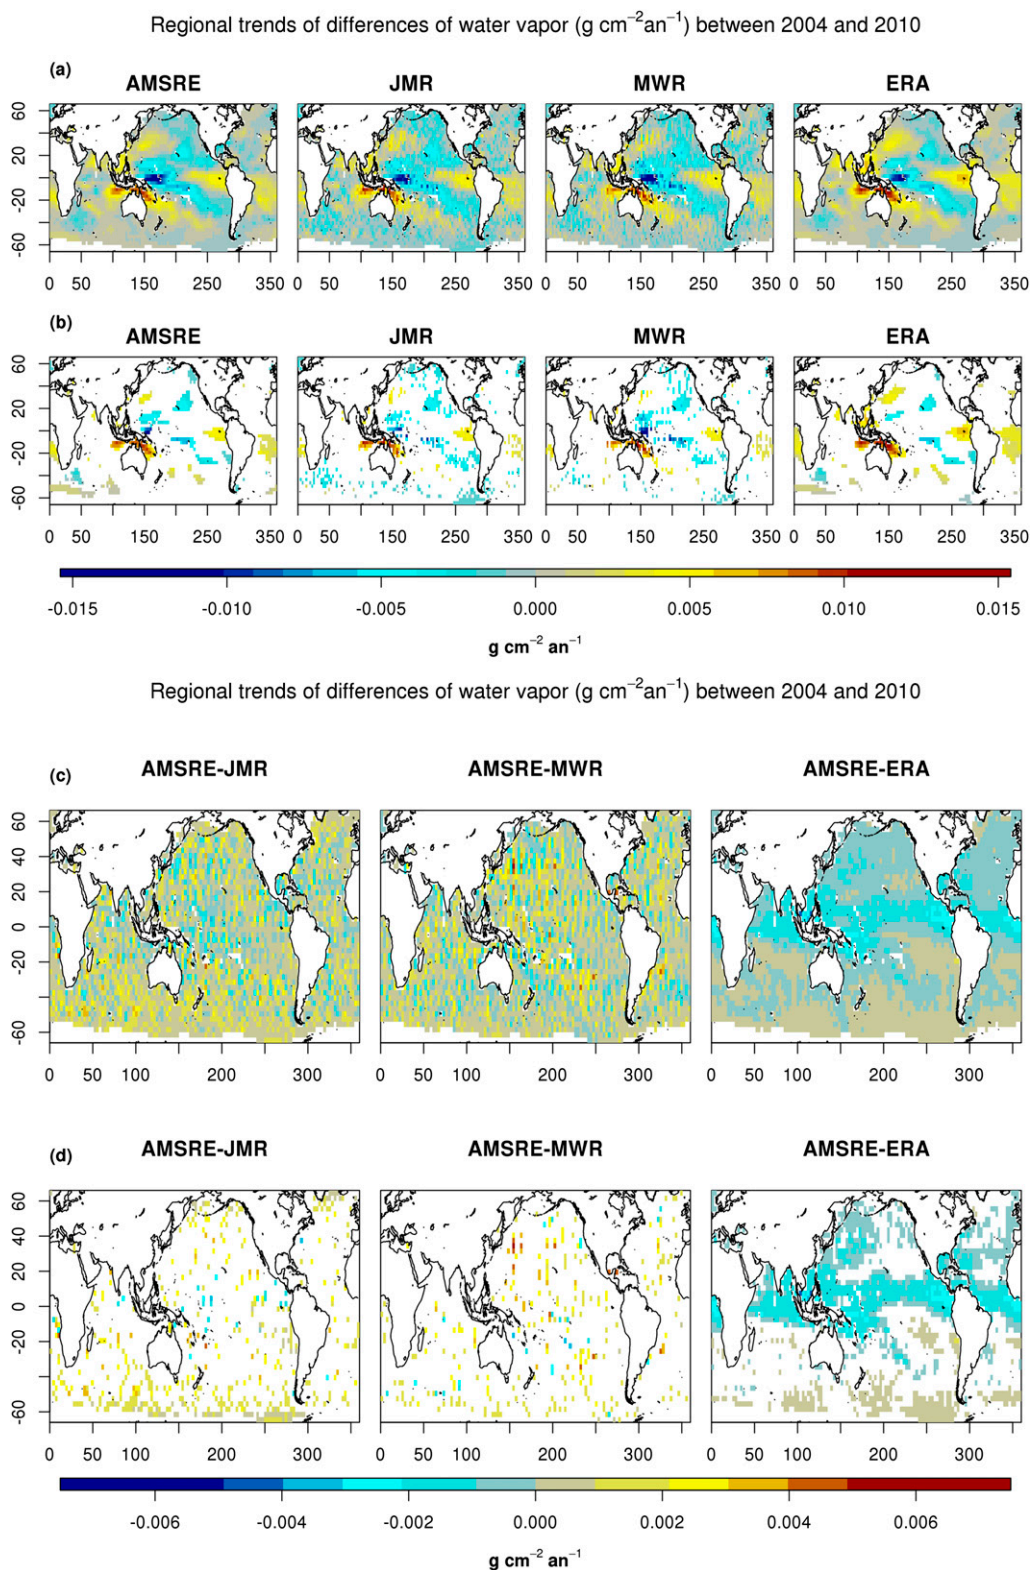 Regional trends of differences of water vapor (g cm⁻²an⁻¹) between 2004 and 2010
(a)
AMSRE JMR MWR ERA
60
20
-20
-60
0 50 150 250 350 0 50 150 250 350 0 50 150 250 350 0 50 150 250 350
(b)
AMSRE JMR MWR ERA
60
20
-20
-60
0 50 150 250 350 0 50 150 250 350 0 50 150 250 350 0 50 150 250 350
-0.015 -0.010 -0.005 0.000 0.005 0.010 0.015
g cm⁻² an⁻¹
Regional trends of differences of water vapor (g cm⁻²an⁻¹) between 2004 and 2010
(c)
AMSRE-JMR AMSRE-MWR AMSRE-ERA
60
40
20
0
-20
-60
0 50 100 200 300 0 50 100 200 300 0 50 100 200 300
(d)
AMSRE-JMR AMSRE-MWR AMSRE-ERA
60
40
20
0
-20
-60
0 50 100 200 300 0 50 100 200 300 0 50 100 200 300
-0.006 -0.004 -0.002 0.000 0.002 0.004 0.006
g cm⁻² an⁻¹